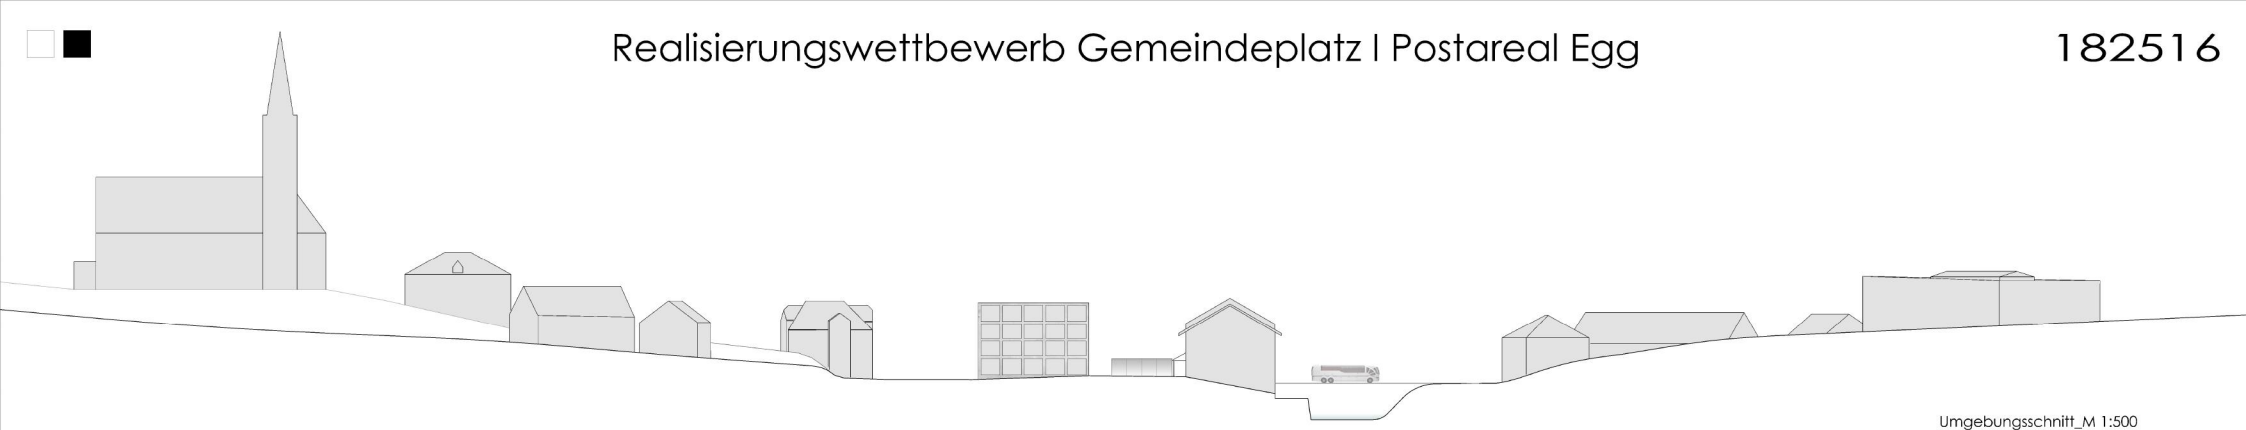 Realisierungswettbewerb Gemeindeplatz I Postareal Egg
182516
Umgebungsschnitt_M 1:500